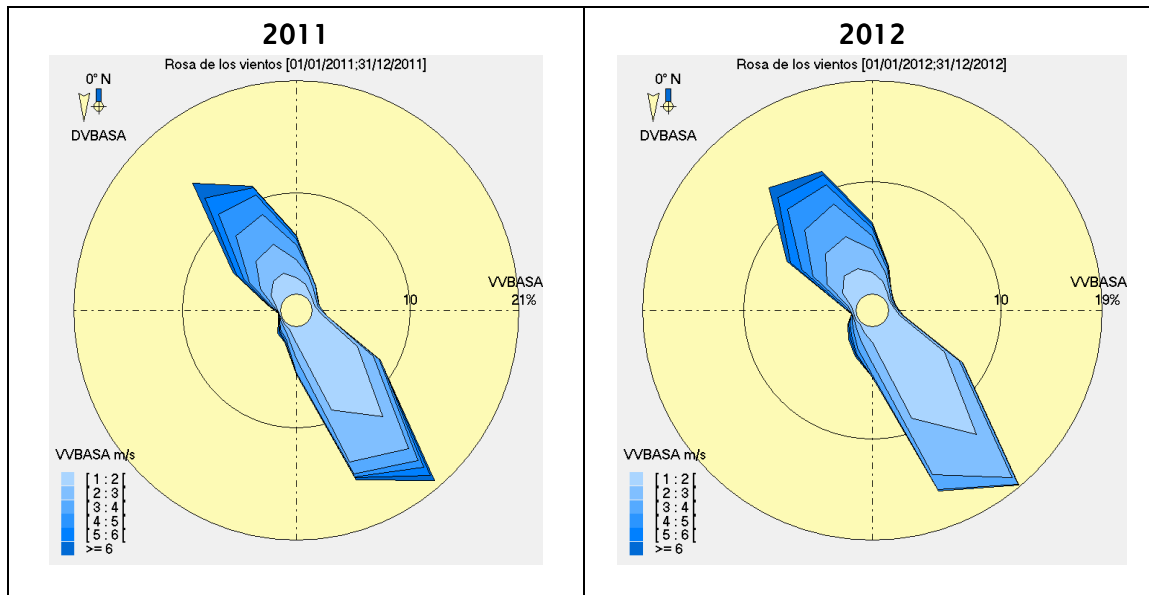 2011
Rosa de los vientos [01/01/2011;31/12/2011]
0° N
DVBASA
VVBASA
10
21%
VVBASA m/s
[ 1 : 2 [
[ 2 : 3 [
[ 3 : 4 [
[ 4 : 5 [
[ 5 : 6 [
>= 6
2012
Rosa de los vientos [01/01/2012;31/12/2012]
0° N
DVBASA
VVBASA
10
19%
VVBASA m/s
[ 1 : 2 [
[ 2 : 3 [
[ 3 : 4 [
[ 4 : 5 [
[ 5 : 6 [
>= 6